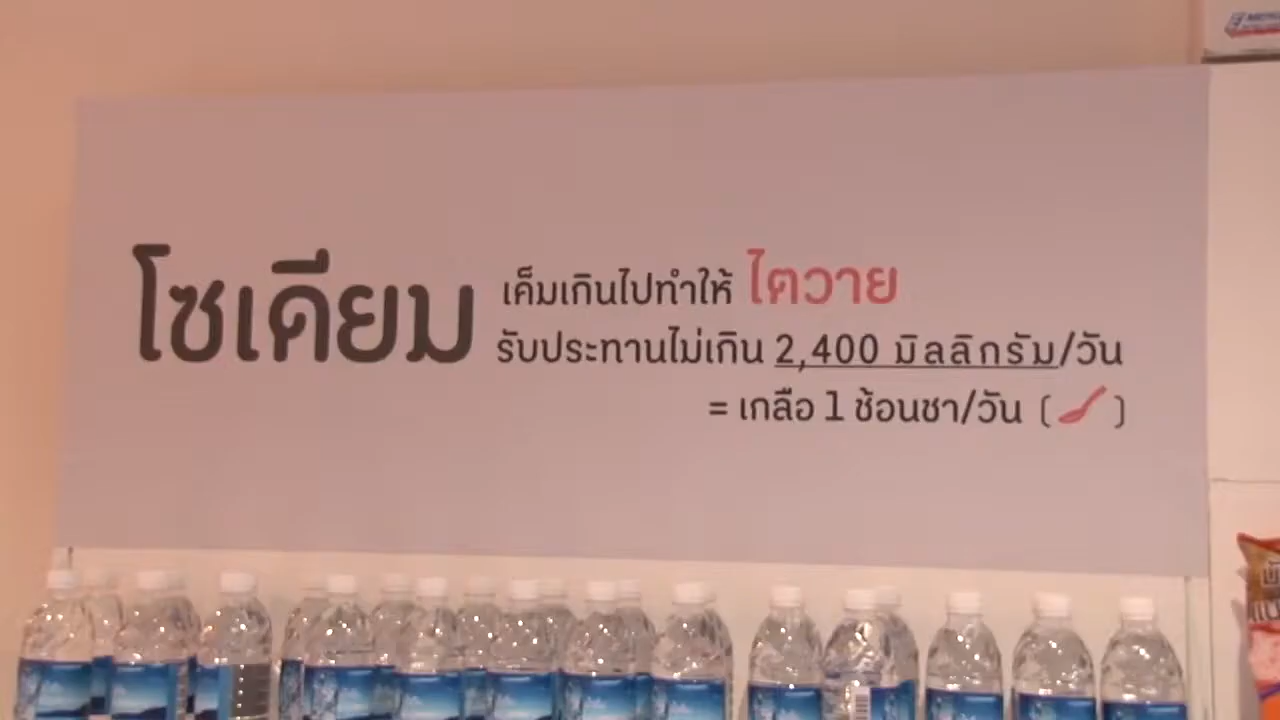 โซเดียม
เค็มเกินไปทำให้ ไตวาย
รับประทานไม่เกิน 2,400 มิลลิกรัม/วัน
= เกลือ 1 ช้อนชา/วัน ( )